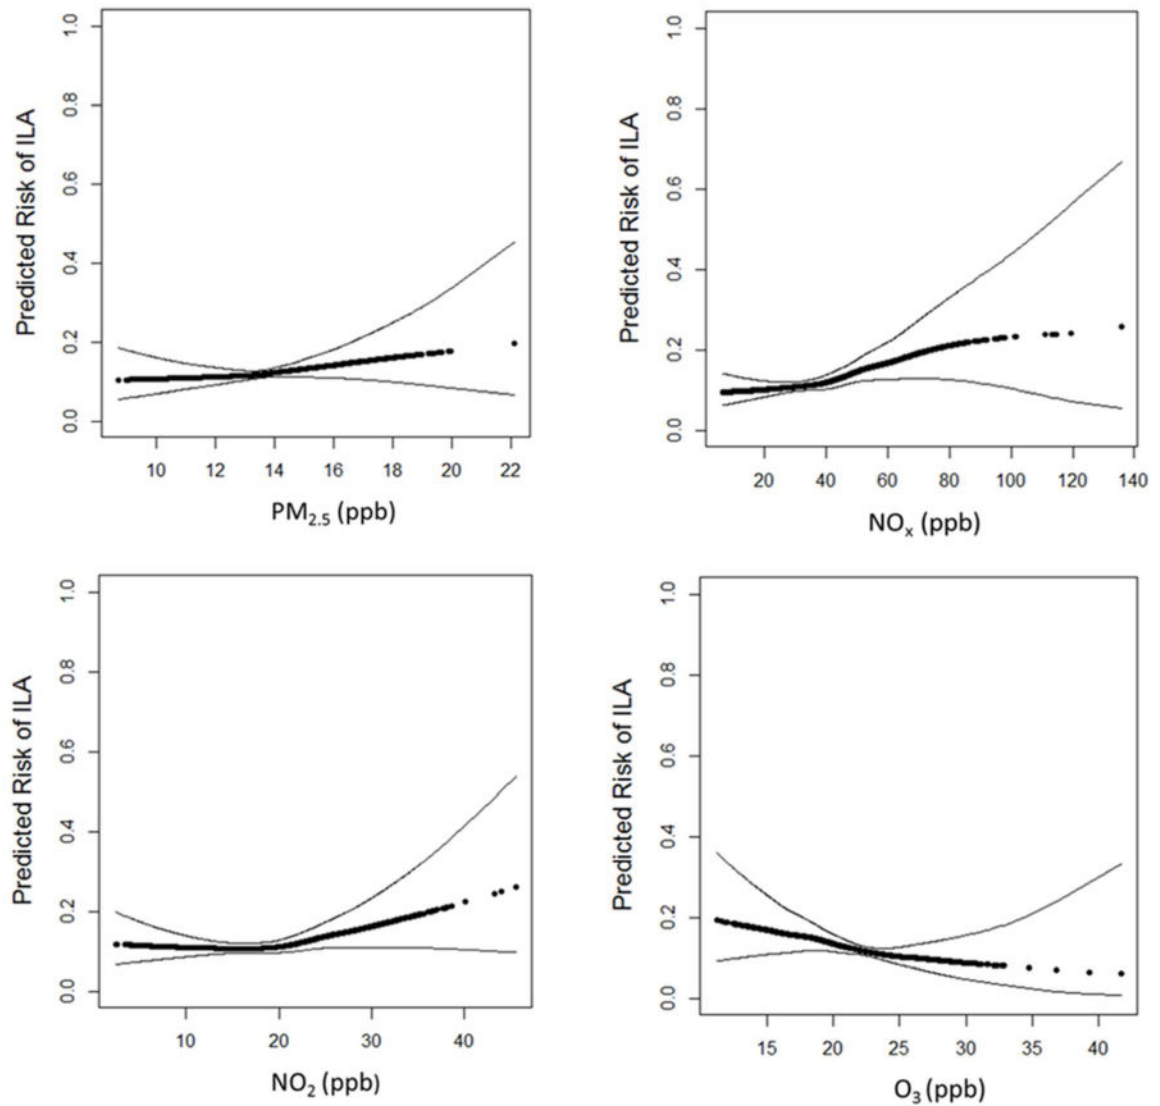 Predicted Risk of ILA
1.0
0.8
0.6
0.4
0.2
0.0
10 12 14 16 18 20 22
PM2.5 (ppb)
Predicted Risk of ILA
1.0
0.8
0.6
0.4
0.2
0.0
20 40 60 80 100 120 140
NOx (ppb)
Predicted Risk of ILA
1.0
0.8
0.6
0.4
0.2
0.0
10 20 30 40
NO2 (ppb)
Predicted Risk of ILA
1.0
0.8
0.6
0.4
0.2
0.0
15 20 25 30 35 40
O3 (ppb)